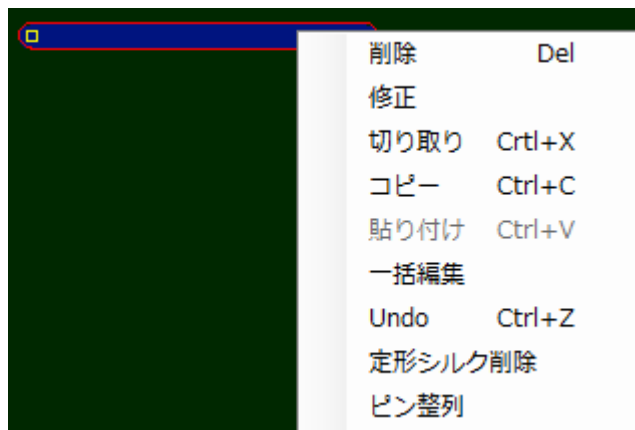 削除 Del
修正
切り取り Crtl+X
コピー Ctrl+C
貼り付け Ctrl+V
一括編集
Undo Ctrl+Z
定形シルク削除
ピン整列